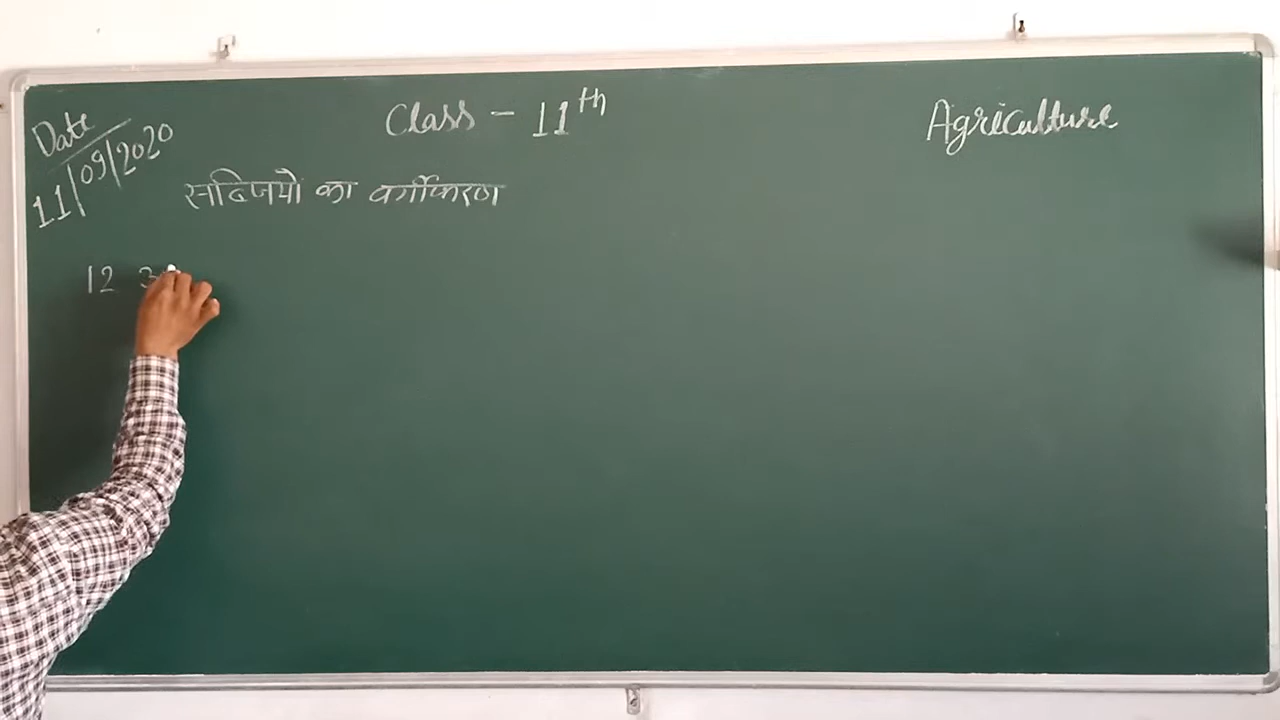 Date
11/09/2020
Class - 11th
Agriculture
सब्जियों का वर्गीकरण
12